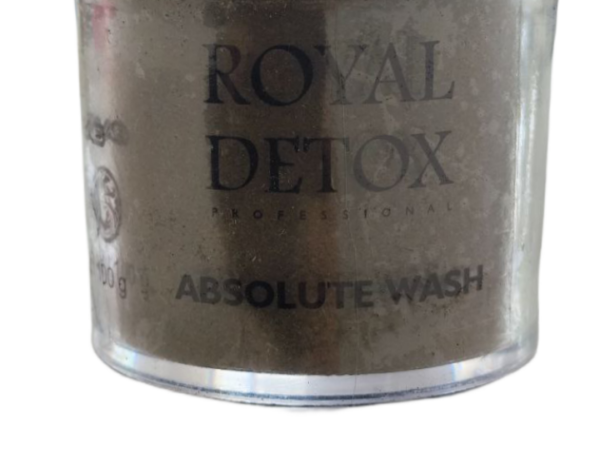 ROYAL
DETOX
PROFESSIONAL
ABSOLUTE WASH